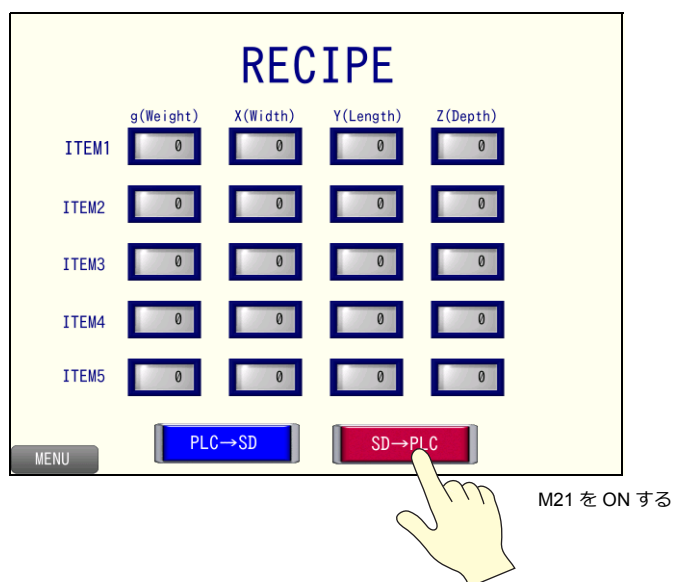 RECIPE
g(Weight) X(Width) Y(Length) Z(Depth)
ITEM1 0 0 0 0
ITEM2 0 0 0 0
ITEM3 0 0 0 0
ITEM4 0 0 0 0
ITEM5 0 0 0 0
PLC→SD SD→PLC
MENU
M21 を ON する